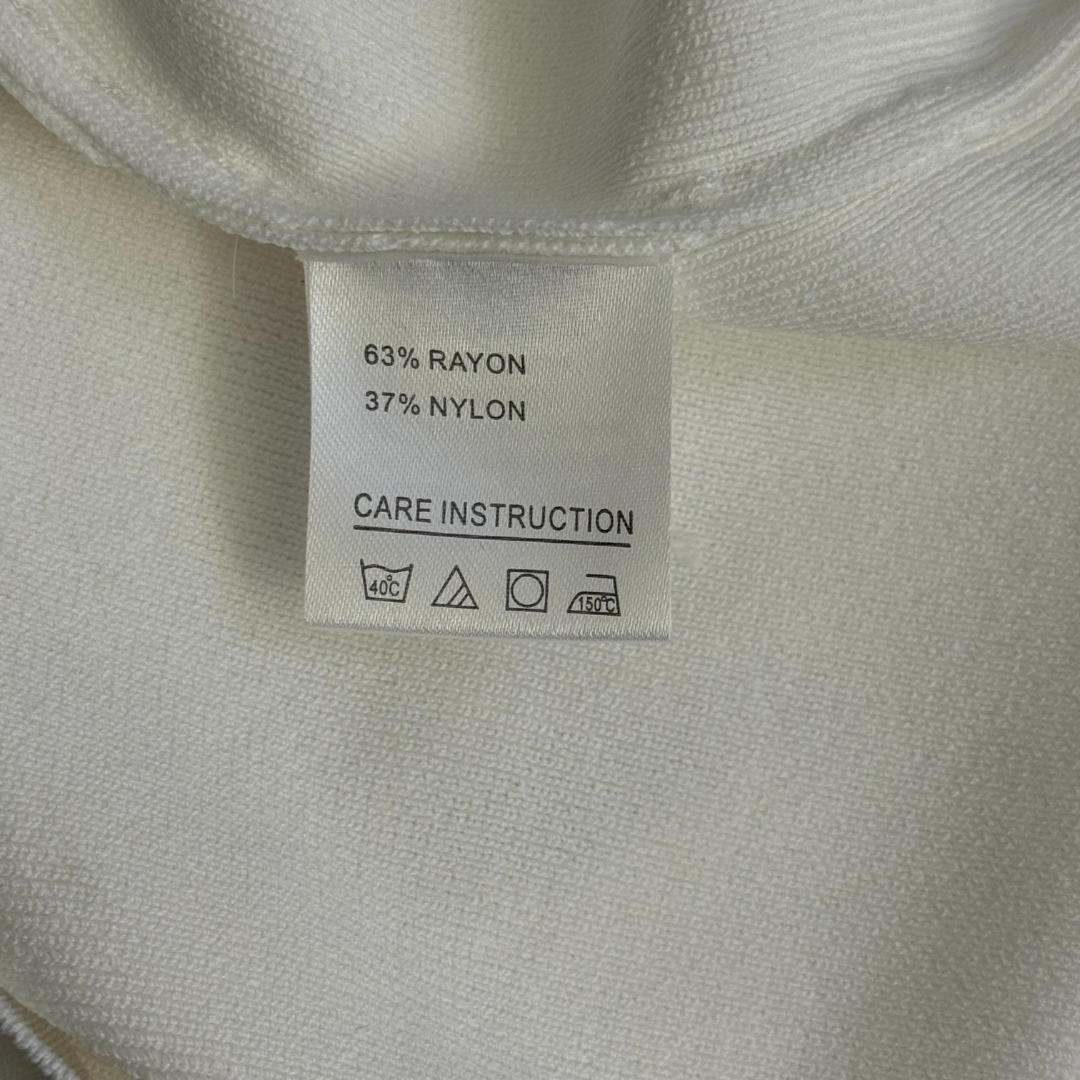 63% RAYON
37% NYLON
CARE INSTRUCTION
40℃ 150℃